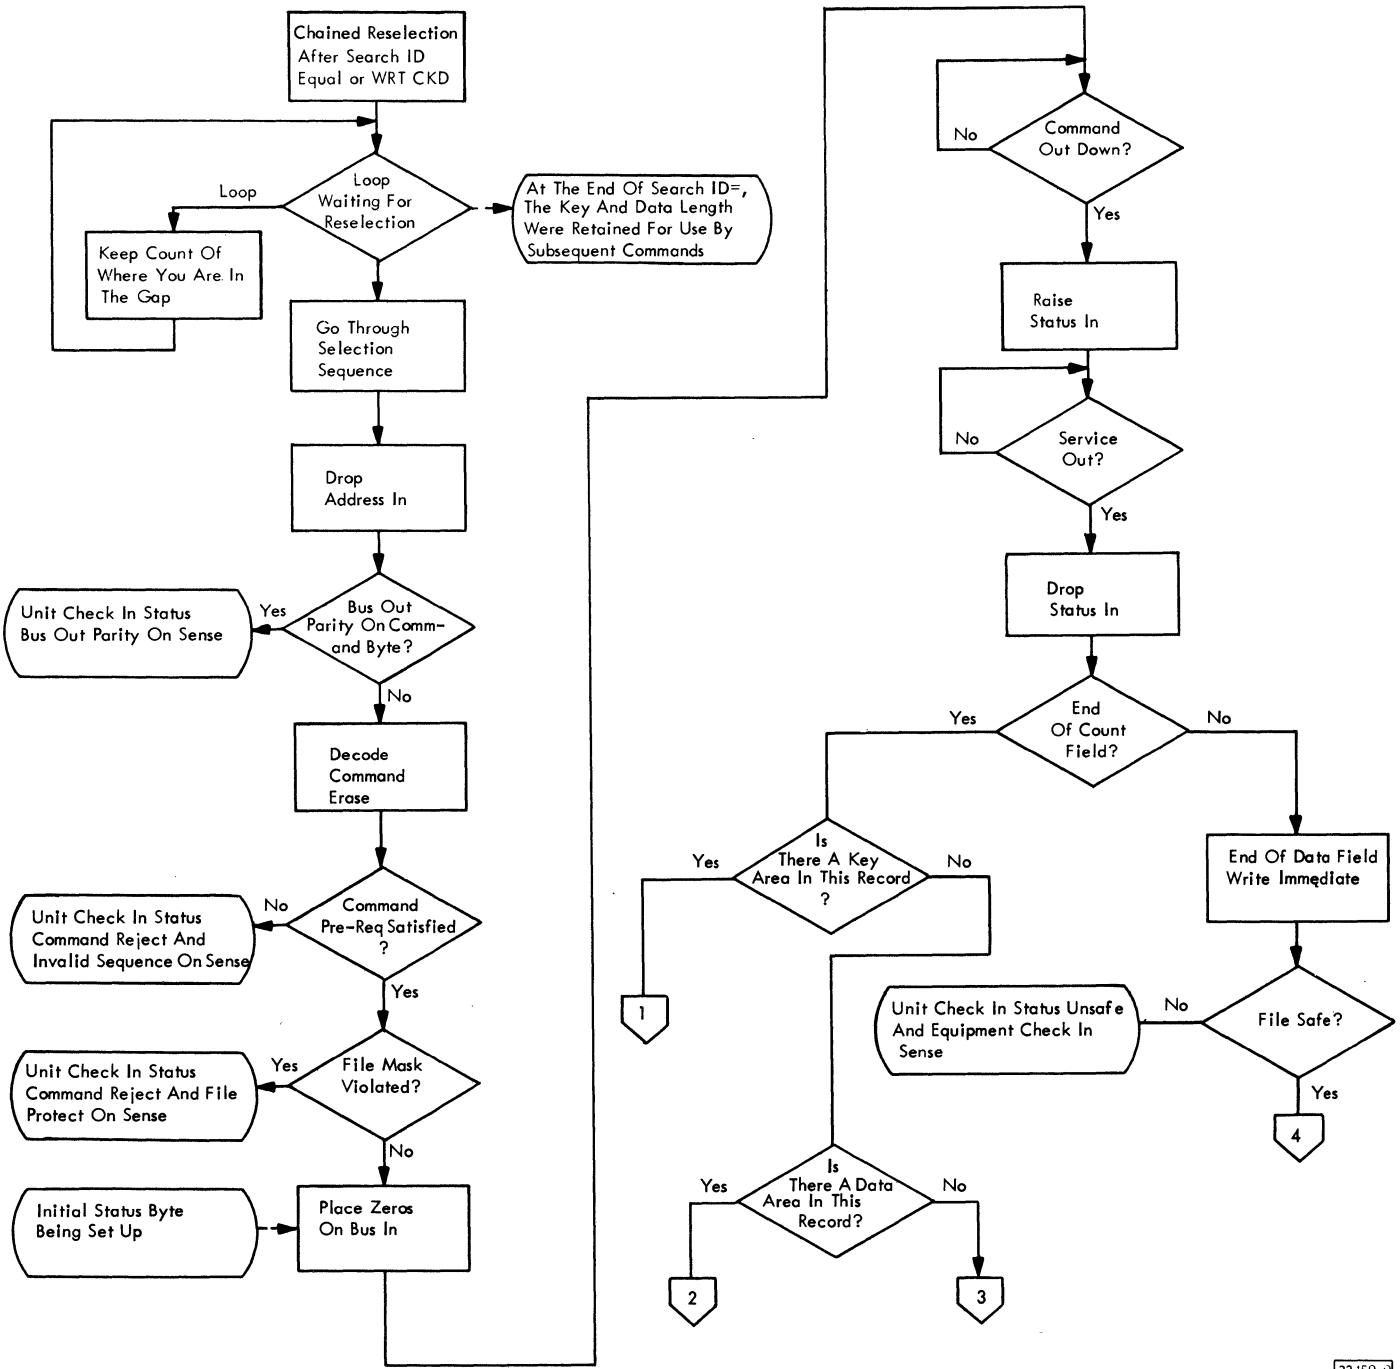 Chained Reselection
After Search ID
Equal or WRT CKD
Loop
Waiting For
Reselection
Loop
At The End Of Search ID=,
The Key And Data Length
Were Retained For Use By
Subsequent Commands
Keep Count Of
Where You Are In
The Gap
Go Through
Selection
Sequence
Drop
Address In
Bus Out
Parity On Comm-
and Byte?
Yes
Unit Check In Status
Bus Out Parity On Sense
No
Decode
Command
Erase
Command
Pre-Req Satisfied
?
No
Unit Check In Status
Command Reject And
Invalid Sequence On Sense
Yes
File Mask
Violated?
Yes
Unit Check In Status
Command Reject And File
Protect On Sense
No
Initial Status Byte
Being Set Up
Place Zeros
On Bus In
Command
Out Down?
No
Yes
Raise
Status In
Service
Out?
No
Yes
Drop
Status In
End
Of Count
Field?
Yes
No
Is
There A Key
Area In This Record
?
Yes
No
1
End Of Data Field
Write Immediate
File Safe?
No
Unit Check In Status Unsafe
And Equipment Check In
Sense
Yes
4
Is
There A Data
Area In This
Record?
Yes
No
2
3